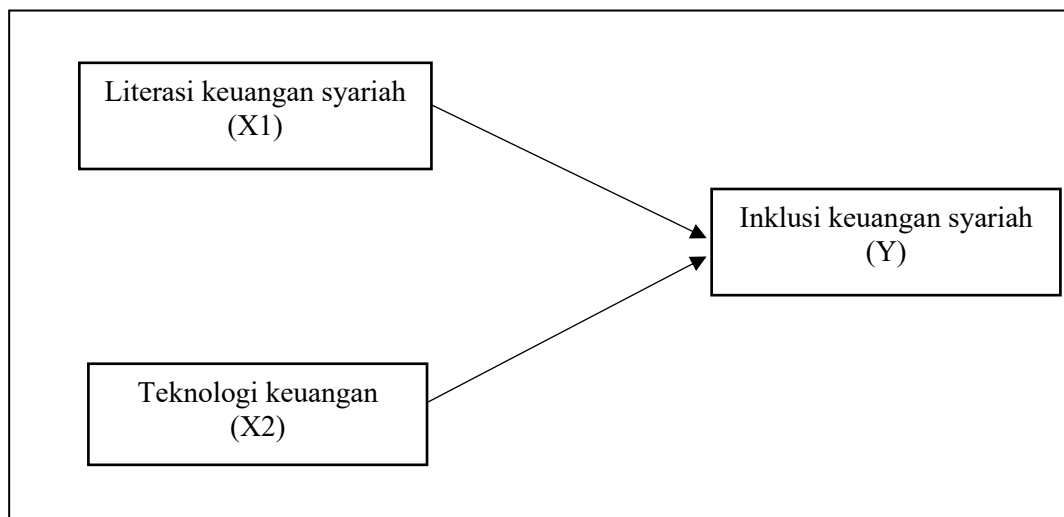 Literasi keuangan syariah
(X1)
Inklusi keuangan syariah
(Y)
Teknologi keuangan
(X2)